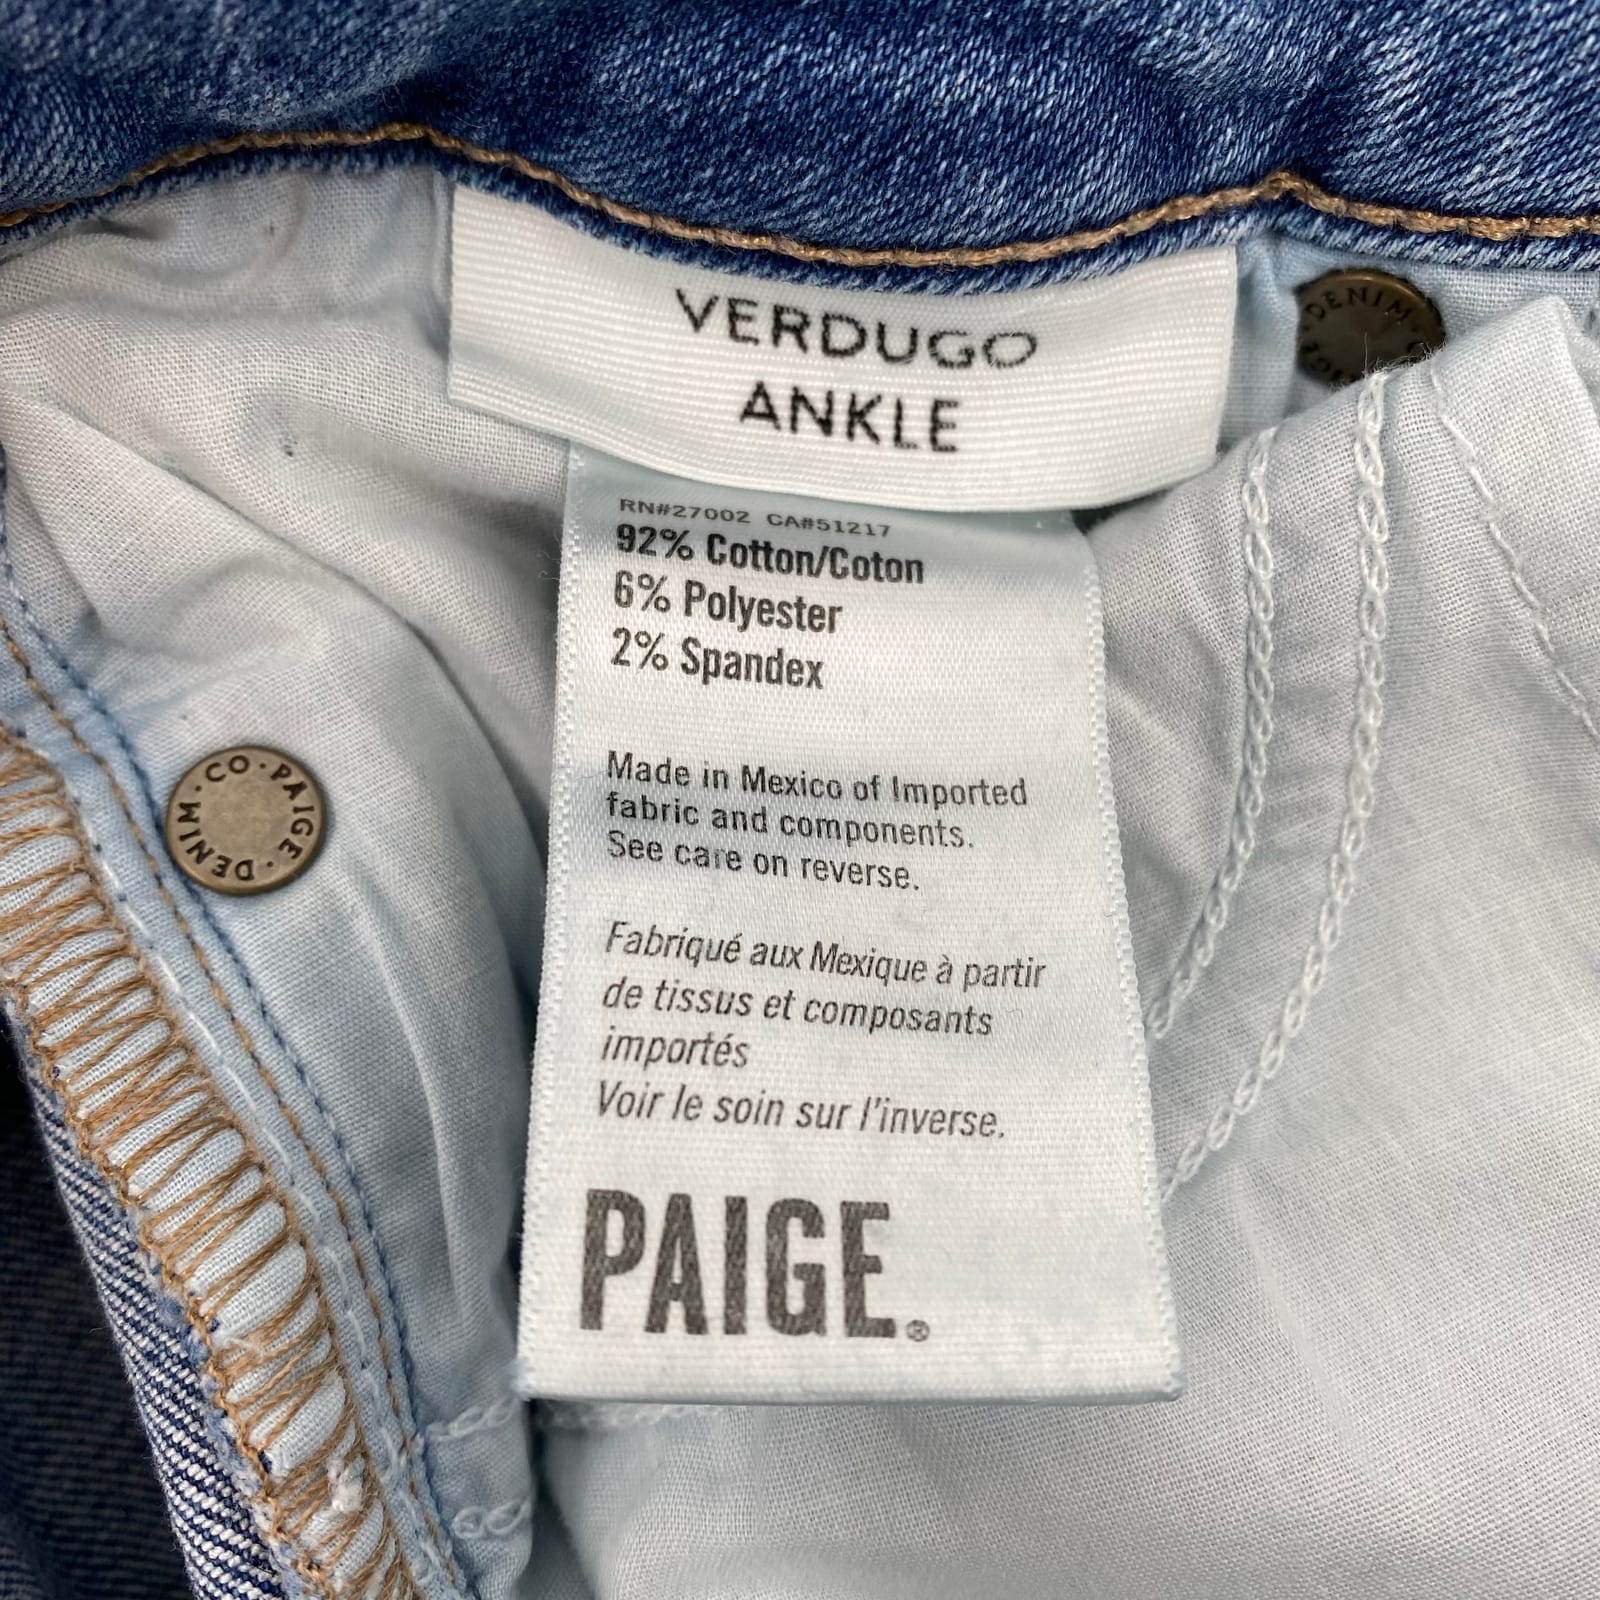 VERDUGO
ANKLE
RN#27002 CA#51217
92% Cotton/Coton
6% Polyester
2% Spandex
Made in Mexico of Imported
fabric and components.
See care on reverse.
Fabriqué aux Mexique à partir
de tissus et composants
importés
Voir le soin sur l'inverse.
PAIGE.®
PAIGE · DENIM · CO ·
DENIM